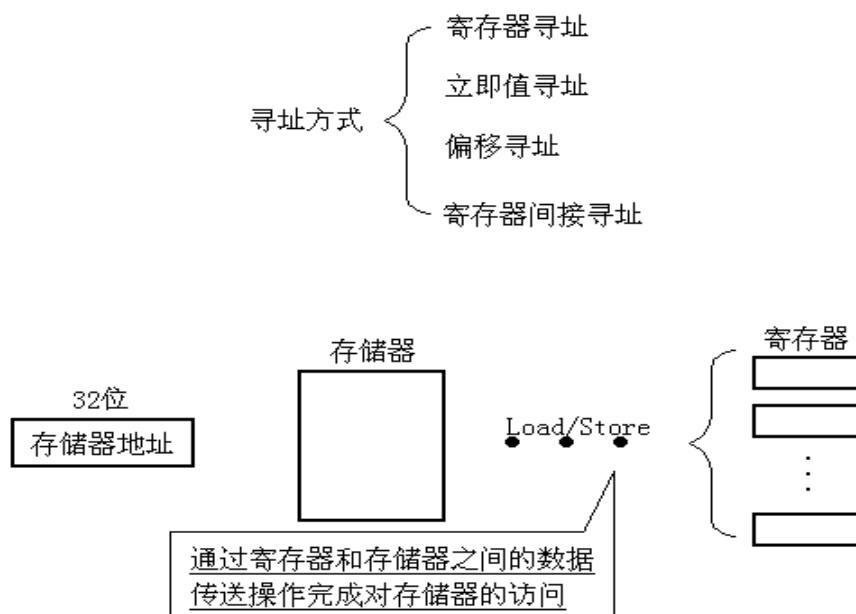 寄存器寻址
立即值寻址
寻址方式
偏移寻址
寄存器间接寻址
寄存器
存储器
32位
Load/Store
存储器地址
通过寄存器和存储器之间的数据
传送操作完成对存储器的访问